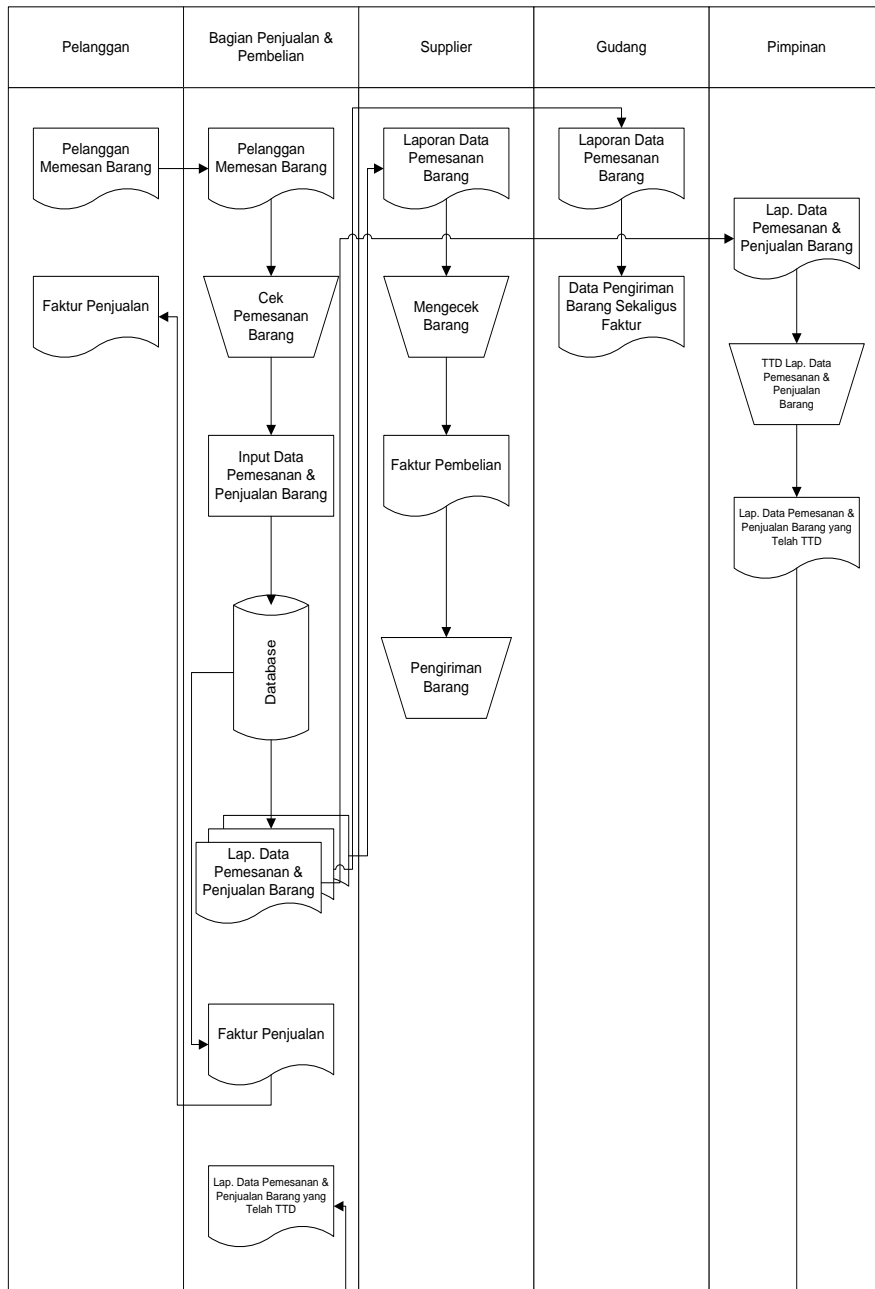 Pelanggan
Bagian Penjualan &
Pembelian
Supplier
Gudang
Pimpinan
Pelanggan
Memesan Barang
Pelanggan
Memesan Barang
Laporan Data
Pemesanan
Barang
Laporan Data
Pemesanan
Barang
Lap. Data
Pemesanan &
Penjualan Barang
Faktur Penjualan
Cek
Pemesanan
Barang
Mengecek
Barang
Data Pengiriman
Barang Sekaligus
Faktur
TTD Lap. Data
Pemesanan &
Penjualan
Barang
Input Data
Pemesanan &
Penjualan Barang
Faktur Pembelian
Lap. Data Pemesanan &
Penjualan Barang yang
Telah TTD
Database
Pengiriman
Barang
Lap. Data
Pemesanan &
Penjualan Barang
Faktur Penjualan
Lap. Data Pemesanan &
Penjualan Barang yang
Telah TTD